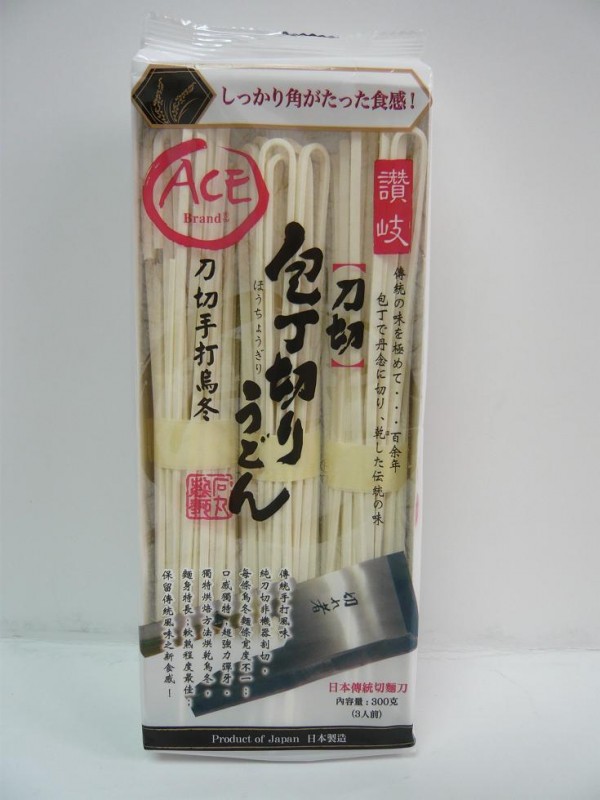 しっかり角がたった食感！
ACE
Brand
讃岐
傳統の味を極めて・・・百余年
包丁で丹念に切り、乾した伝統の味
【刀切】
包丁切りうどん
ほうちょうぎり
刀切手打烏冬
切れ者
傳統手打風味，
純刀切非機器割切，
每條烏冬麵條寬度不一…
口感獨特…超強力彈牙，
獨特烘焙方法烘乾烏冬，
麵身特長…軟熟程度最佳…
保留傳統風味之新食感！
日本傳統切麵刀
內容量：300克
(3人前)
Product of Japan 日本製造